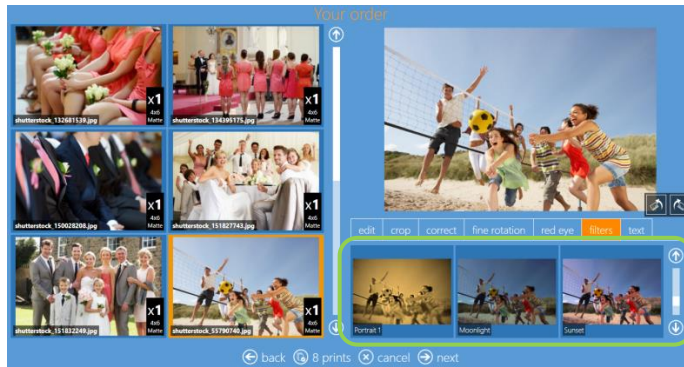 Your order
x1
4x6
Matte
shutterstock_132681539.jpg
x1
4x6
Matte
shutterstock_134395175.jpg
x1
4x6
Matte
shutterstock_150028208.jpg
x1
4x6
Matte
shutterstock_151827743.jpg
x1
4x6
Matte
shutterstock_151832249.jpg
x1
4x6
Matte
shutterstock_55790740.jpg
edit crop correct fine rotation red eye filters text
Portrait 1
Moonlight
Sunset
back 8 prints cancel next